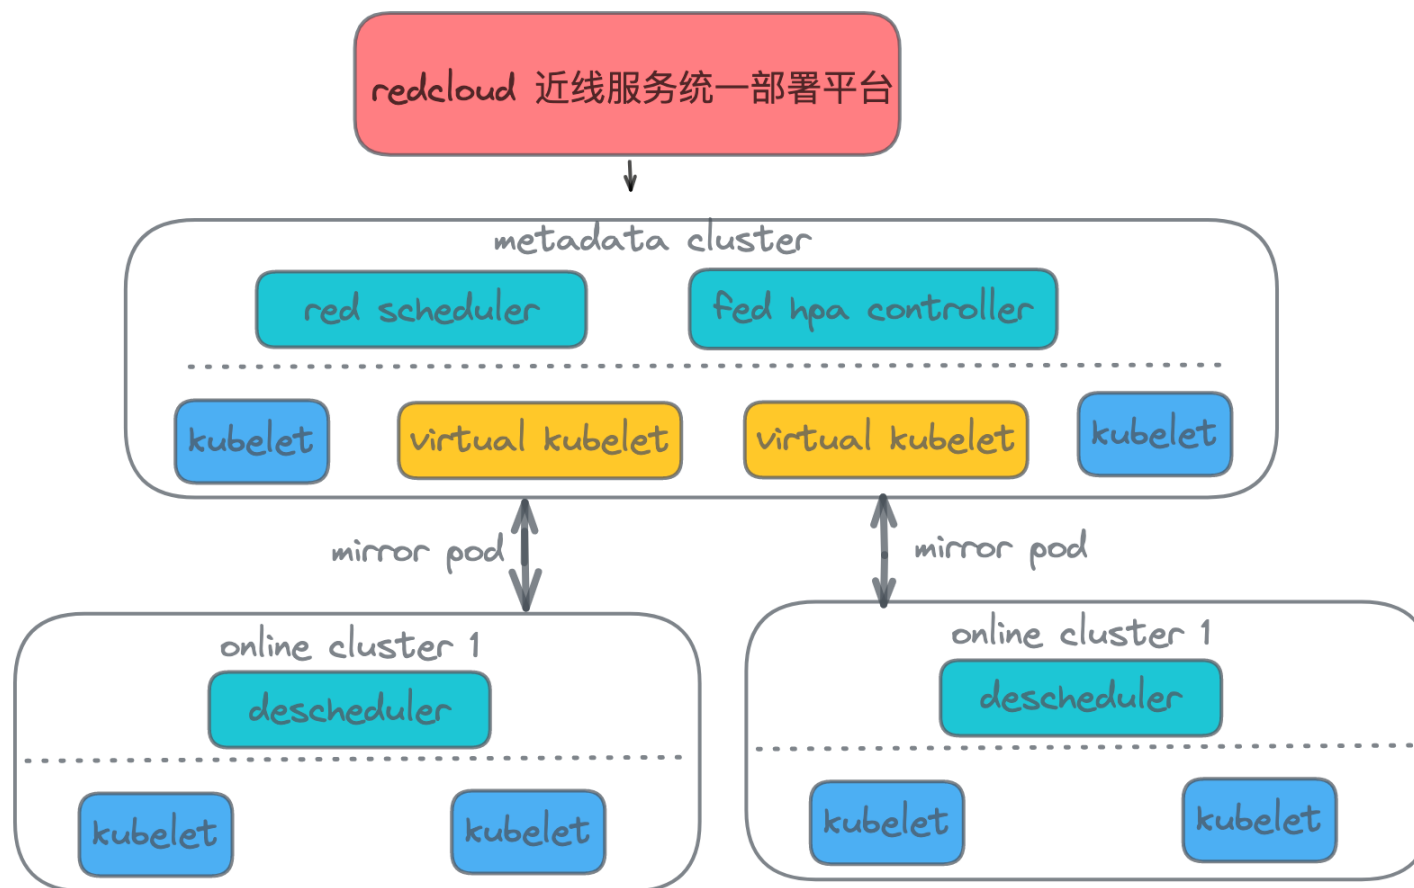 redcloud 近线服务统一部署平台
metadata cluster
red scheduler
fed hpa controller
kubelet
virtual kubelet
virtual kubelet
kubelet
mirror pod
mirror pod
online cluster 1
descheduler
kubelet
kubelet
online cluster 1
descheduler
kubelet
kubelet